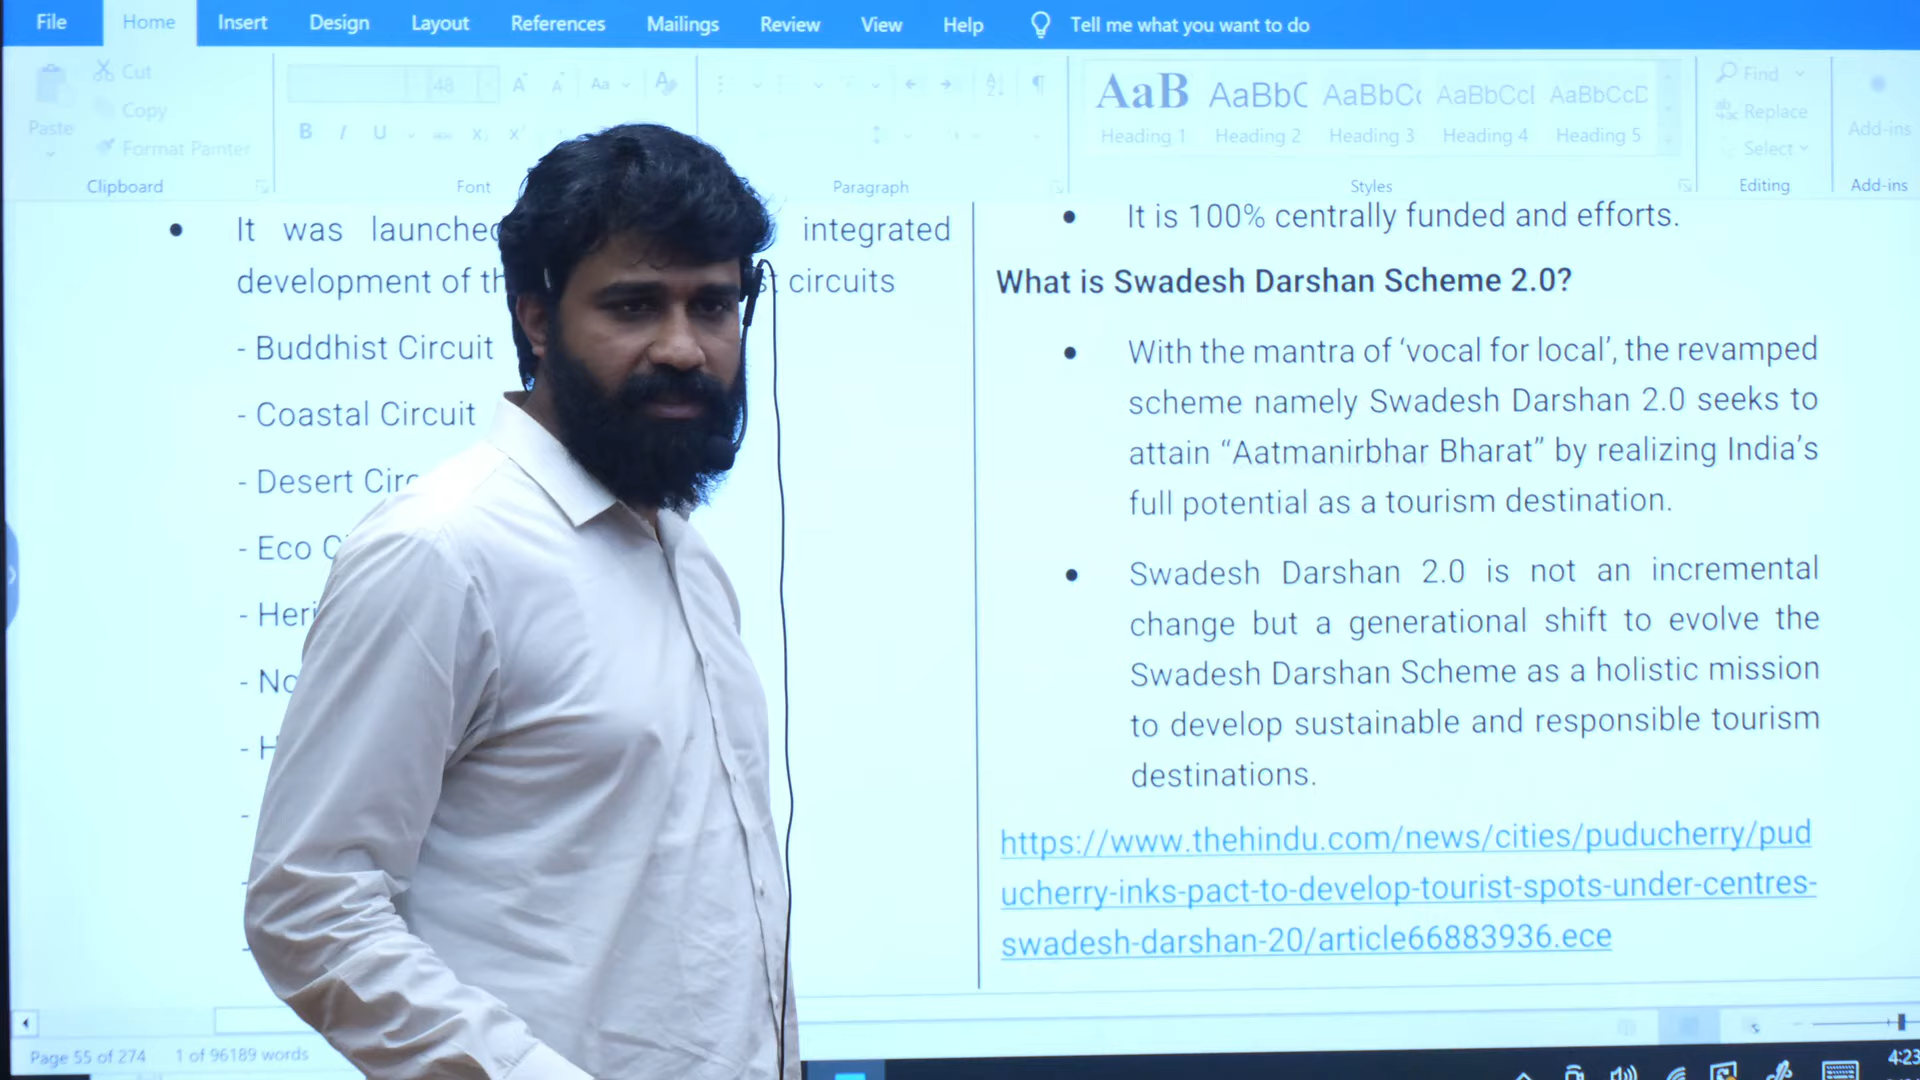 File Home Insert Design Layout References Mailings Review View Help Tell me what you want to do
Cut
Copy
Paste
Format Painter
Clipboard
48
Aa
B I U
Font
Paragraph
AaB AaBbC AaBbCc AaBbCcI AaBbCcD
Heading 1 Heading 2 Heading 3 Heading 4 Heading 5
Styles
Find
Replace
Select
Editing
Add-ins
Add-ins
• It was launched integrated
development of circuits
- Buddhist Circuit
- Coastal Circuit
- Desert
- Eco
• It is 100% centrally funded and efforts.
What is Swadesh Darshan Scheme 2.0?
• With the mantra of ‘vocal for local’, the revamped
scheme namely Swadesh Darshan 2.0 seeks to
attain “Aatmanirbhar Bharat” by realizing India’s
full potential as a tourism destination.
• Swadesh Darshan 2.0 is not an incremental
change but a generational shift to evolve the
Swadesh Darshan Scheme as a holistic mission
to develop sustainable and responsible tourism
destinations.
https://www.thehindu.com/news/cities/puducherry/pud
ucherry-inks-pact-to-develop-tourist-spots-under-centres-
swadesh-darshan-20/article66883936.ece
Page 55 of 274 1 of 96189 words
4:23